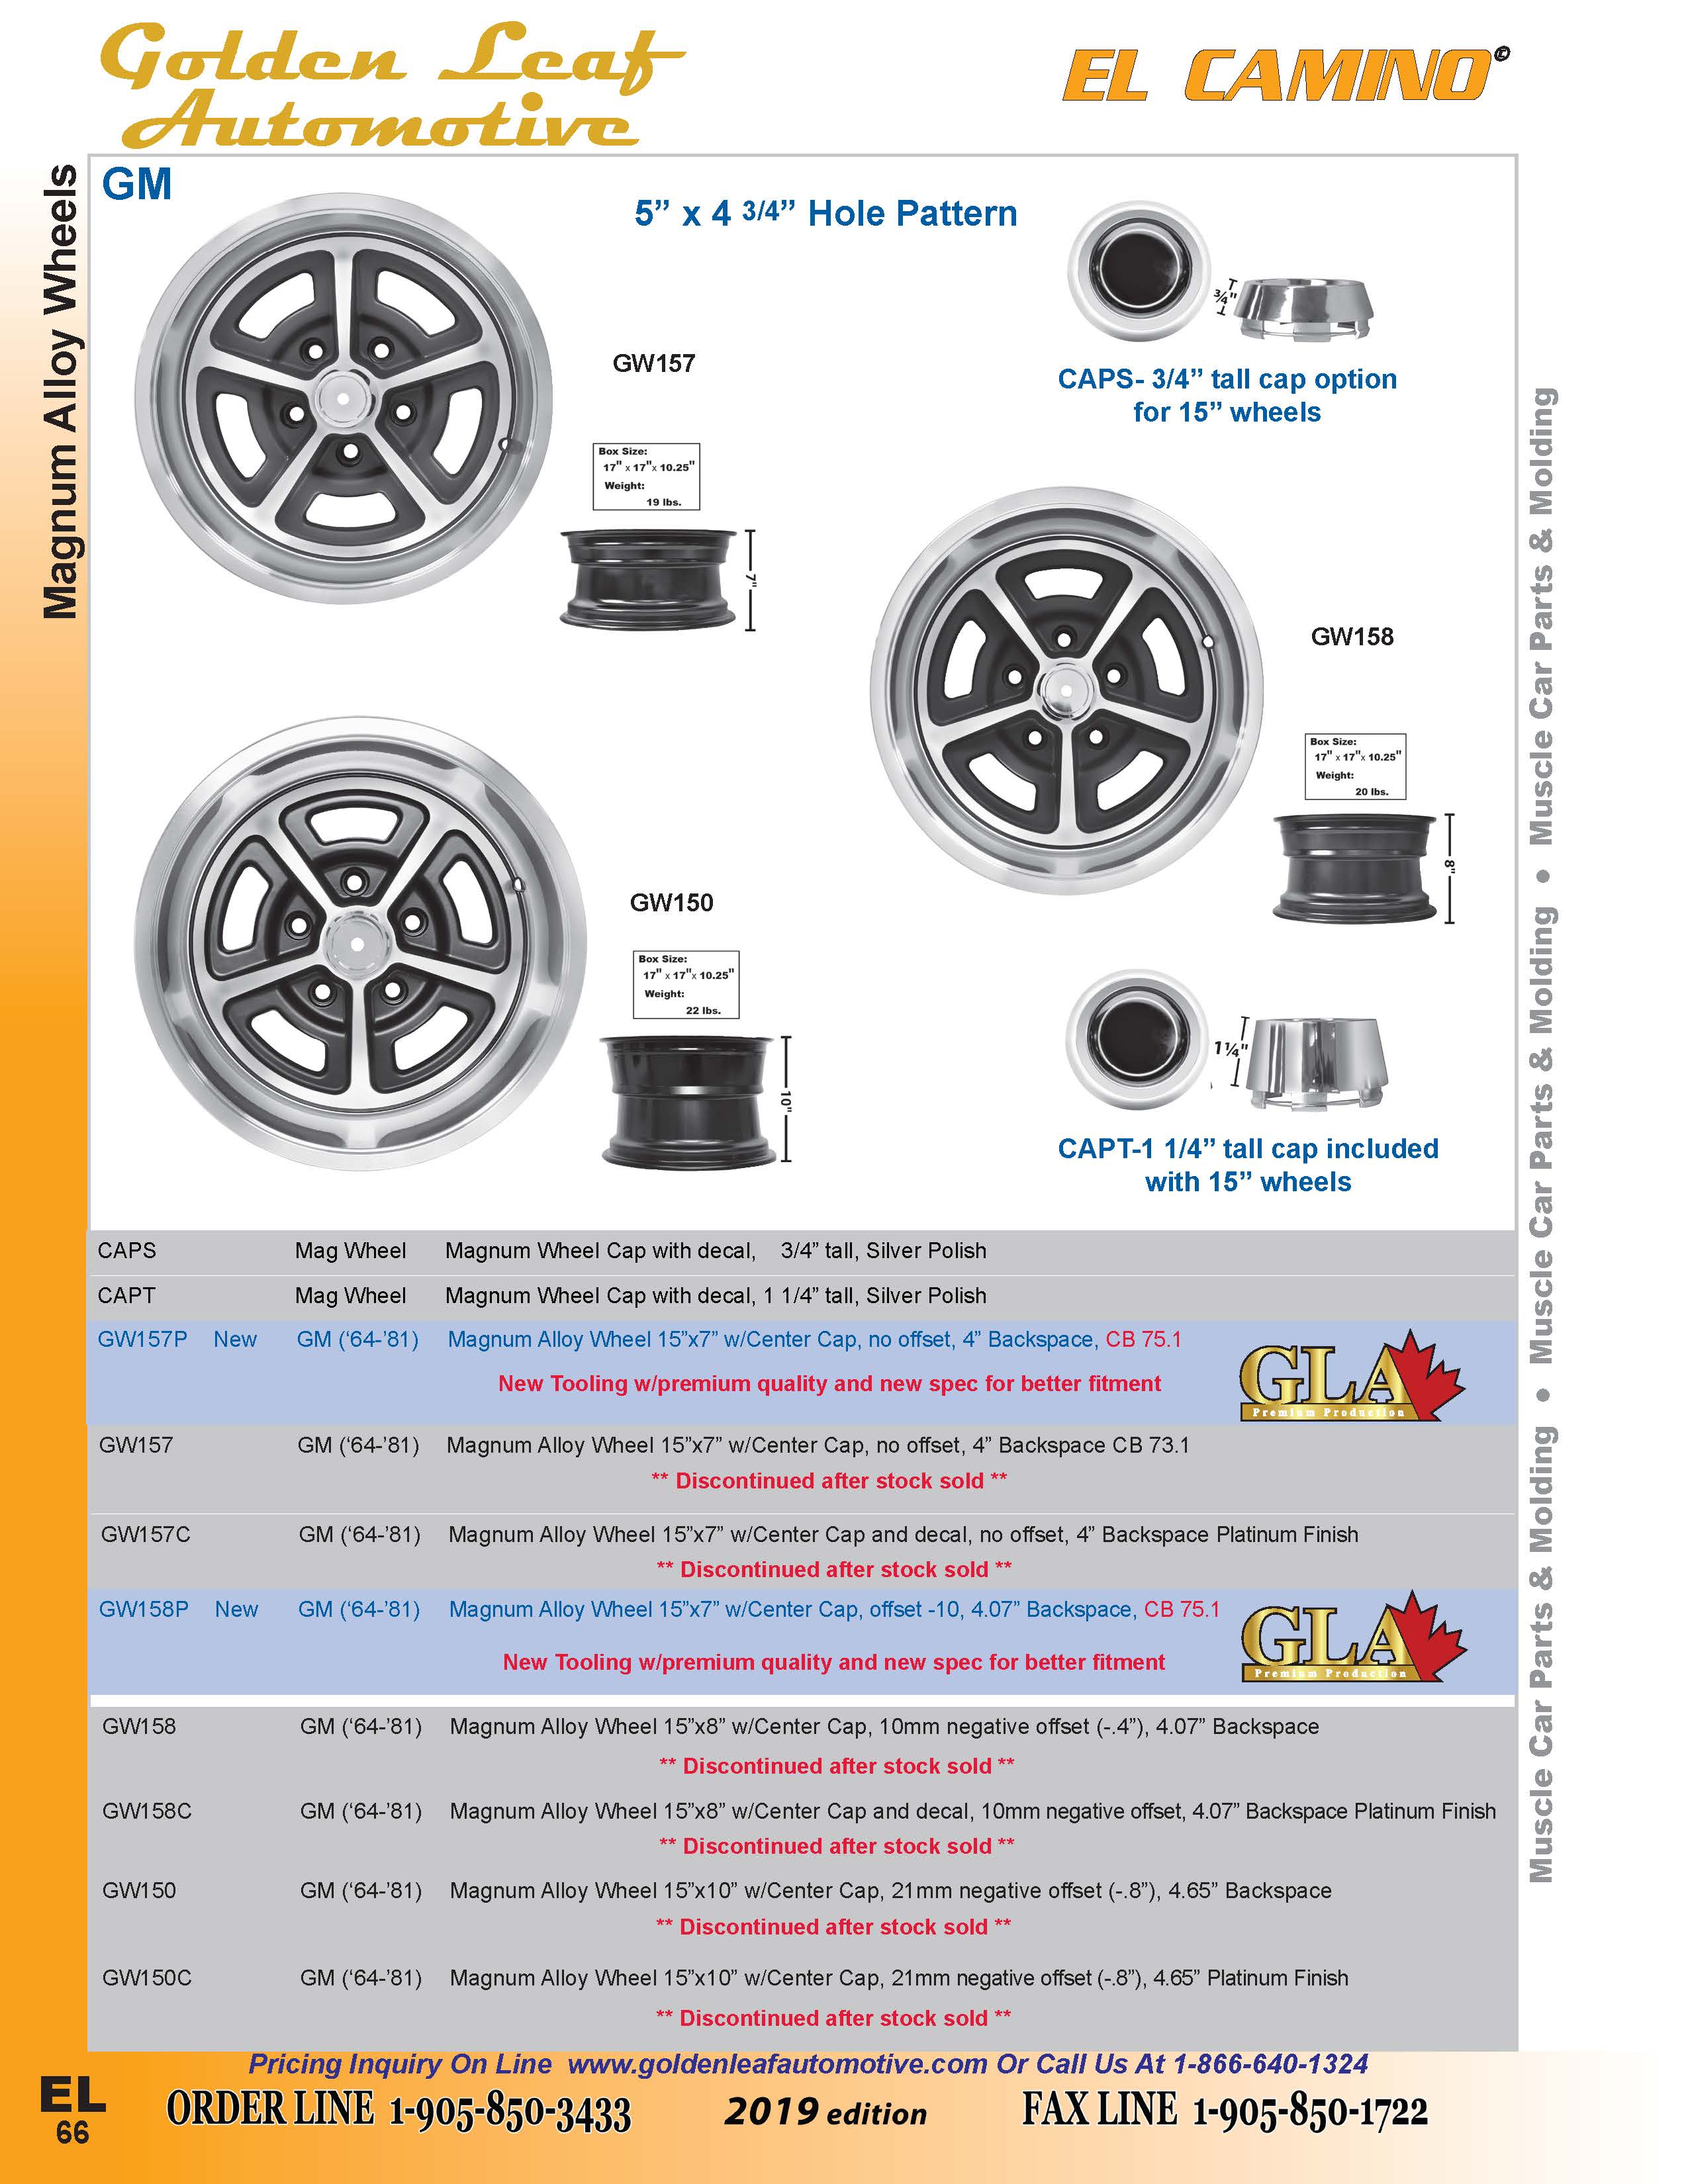 Golden Leaf
Automotive
EL CAMINO©
Magnum Alloy Wheels
GM
5” x 4 3/4” Hole Pattern
GW157
T
3/4"
CAPS- 3/4” tall cap option
for 15” wheels
Box Size:
17" x 17"x 10.25"
Weight:
19 lbs.
7"
GW158
Box Size:
17" x 17"x 10.25"
Weight:
20 lbs.
8"
GW150
Box Size:
17" x 17"x 10.25"
Weight:
22 lbs.
10"
1¼"
CAPT-1 1/4” tall cap included
with 15” wheels
CAPS Mag Wheel Magnum Wheel Cap with decal, 3/4” tall, Silver Polish
CAPT Mag Wheel Magnum Wheel Cap with decal, 1 1/4” tall, Silver Polish
GW157P New GM (‘64-’81) Magnum Alloy Wheel 15”x7” w/Center Cap, no offset, 4” Backspace, CB 75.1
New Tooling w/premium quality and new spec for better fitment
GLA
Premium Production
GW157 GM (‘64-’81) Magnum Alloy Wheel 15”x7” w/Center Cap, no offset, 4” Backspace CB 73.1
** Discontinued after stock sold **
GW157C GM (‘64-’81) Magnum Alloy Wheel 15”x7” w/Center Cap and decal, no offset, 4” Backspace Platinum Finish
** Discontinued after stock sold **
GW158P New GM (‘64-’81) Magnum Alloy Wheel 15”x7” w/Center Cap, offset -10, 4.07” Backspace, CB 75.1
New Tooling w/premium quality and new spec for better fitment
GLA
Premium Production
GW158 GM (‘64-’81) Magnum Alloy Wheel 15”x8” w/Center Cap, 10mm negative offset (-.4”), 4.07” Backspace
** Discontinued after stock sold **
GW158C GM (‘64-’81) Magnum Alloy Wheel 15”x8” w/Center Cap and decal, 10mm negative offset, 4.07” Backspace Platinum Finish
** Discontinued after stock sold **
GW150 GM (‘64-’81) Magnum Alloy Wheel 15”x10” w/Center Cap, 21mm negative offset (-.8”), 4.65” Backspace
** Discontinued after stock sold **
GW150C GM (‘64-’81) Magnum Alloy Wheel 15”x10” w/Center Cap, 21mm negative offset (-.8”), 4.65” Platinum Finish
** Discontinued after stock sold **
Muscle Car Parts & Molding • Muscle Car Parts & Molding • Muscle Car Parts & Molding
Pricing Inquiry On Line www.goldenleafautomotive.com Or Call Us At 1-866-640-1324
EL
66
ORDER LINE 1-905-850-3433 2019 edition FAX LINE 1-905-850-1722